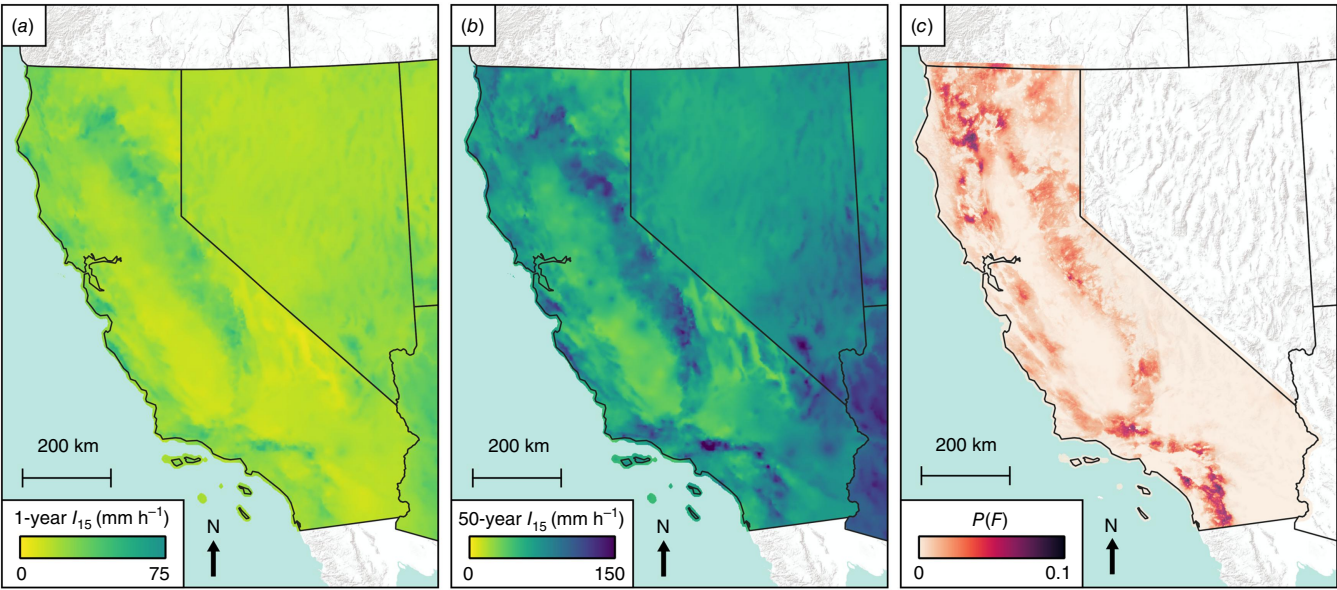 (a)
200 km
1-year I₁₅ (mm h⁻¹)
0 75
N
(b)
200 km
50-year I₁₅ (mm h⁻¹)
0 150
N
(c)
200 km
P(F)
0 0.1
N